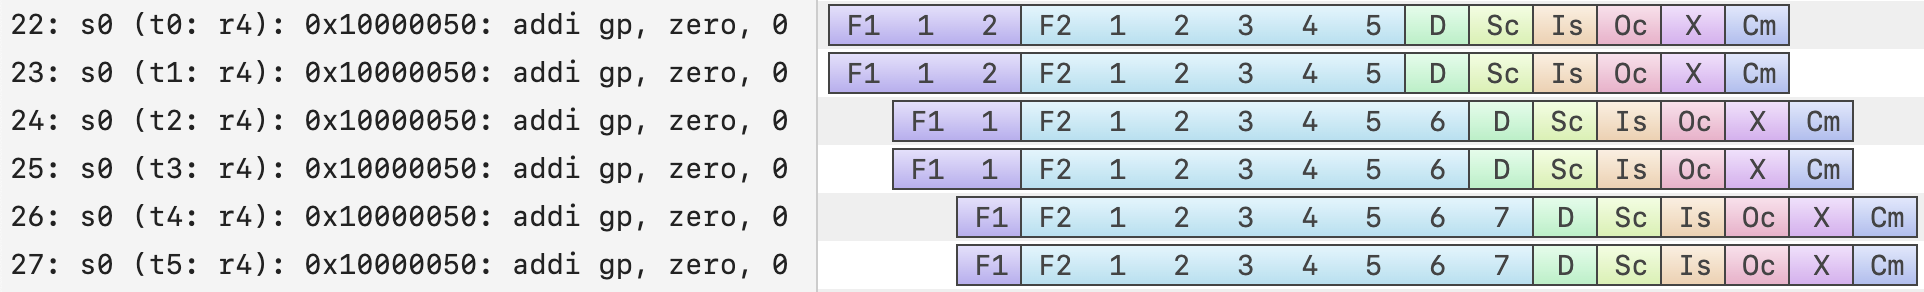 22: s0 (t0: r4): 0x10000050: addi gp, zero, 0 F1 1 2 F2 1 2 3 4 5 D Sc Is Oc X Cm
23: s0 (t1: r4): 0x10000050: addi gp, zero, 0 F1 1 2 F2 1 2 3 4 5 D Sc Is Oc X Cm
24: s0 (t2: r4): 0x10000050: addi gp, zero, 0 F1 1 F2 1 2 3 4 5 6 D Sc Is Oc X Cm
25: s0 (t3: r4): 0x10000050: addi gp, zero, 0 F1 1 F2 1 2 3 4 5 6 D Sc Is Oc X Cm
26: s0 (t4: r4): 0x10000050: addi gp, zero, 0 F1 F2 1 2 3 4 5 6 7 D Sc Is Oc X Cm
27: s0 (t5: r4): 0x10000050: addi gp, zero, 0 F1 F2 1 2 3 4 5 6 7 D Sc Is Oc X Cm